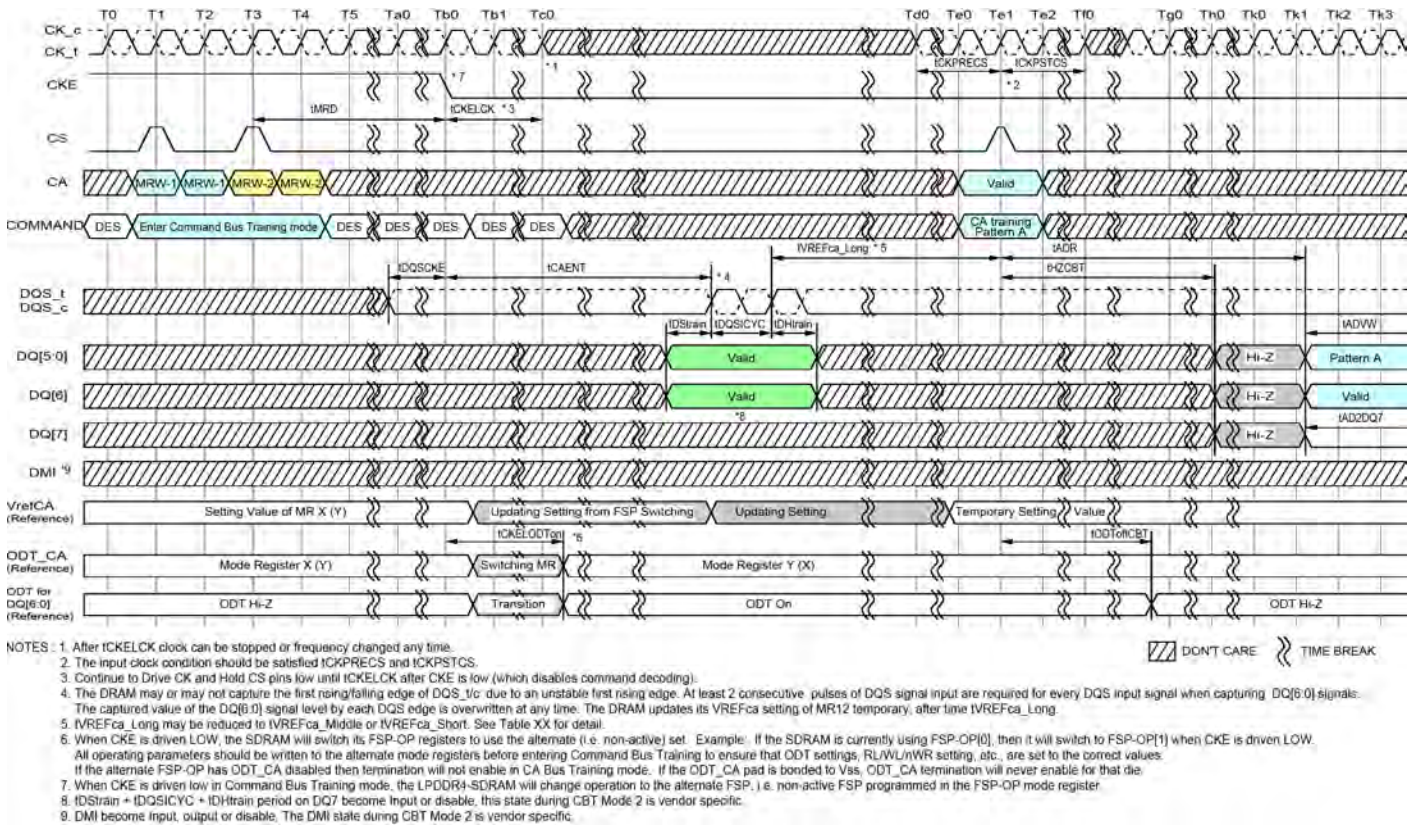 T0 T1 T2 T3 T4 T5 Ta0 Tb0 Tb1 Tc0 Td0 Te0 Te1 Te2 Tf0 Tg0 Th0 Tk0 Tk1 Tk2 Tk3
CK_c
CK_t
tCKPRECS tCKPSTCS
* 1
* 7
CKE
* 2
tMRD tCKELCK * 3
CS
CA MRW-1 MRW-1 MRW-2 MRW-2 Valid
COMMAND DES Enter Command Bus Training mode DES DES DES DES DES CA training Pattern A
tVREFca_Long * 5 tADR
tDQSCKE tCAENT * 4 tHZCBT
DQS_t
DQS_c
tDStrain tDQSICYC tDHtrain tADVW
DQ[5:0] Valid Hi-Z Pattern A
DQ[6] Valid Hi-Z Valid
*8 tAD2DQ7
DQ[7] Hi-Z
DMI *9
VrefCA
(Reference) Setting Value of MR X (Y) Updating Setting from FSP Switching Updating Setting Temporary Setting Value
tCKELODTon *6 tODToffCBT
ODT_CA
(Reference) Mode Register X (Y) Switching MR Mode Register Y (X)
ODT for
DQ[6:0]
(Reference) ODT Hi-Z Transition ODT On ODT Hi-Z
DON'T CARE TIME BREAK
NOTES : 1. After tCKELCK clock can be stopped or frequency changed any time.
2. The input clock condition should be satisfied tCKPRECS and tCKPSTCS.
3. Continue to Drive CK and Hold CS pins low until tCKELCK after CKE is low (which disables command decoding).
4. The DRAM may or may not capture the first rising/falling edge of DQS_t/c due to an unstable first rising edge. At least 2 consecutive pulses of DQS signal input are required for every DQS input signal when capturing DQ[6:0] signals.
The captured value of the DQ[6:0] signal level by each DQS edge is overwritten at any time. The DRAM updates its VREFca setting of MR12 temporary, after time tVREFca_Long.
5. tVREFca_Long may be reduced to tVREFca_Middle or tVREFca_Short. See Table XX for detail.
6. When CKE is driven LOW, the SDRAM will switch its FSP-OP registers to use the alternate (i.e. non-active) set. Example: If the SDRAM is currently using FSP-OP[0], then it will switch to FSP-OP[1] when CKE is driven LOW.
All operating parameters should be written to the alternate mode registers before entering Command Bus Training to ensure that ODT settings, RL/WL/nWR setting, etc., are set to the correct values.
If the alternate FSP-OP has ODT_CA disabled then termination will not enable in CA Bus Training mode. If the ODT_CA pad is bonded to Vss, ODT_CA termination will never enable for that die.
7. When CKE is driven low in Command Bus Training mode, the LPDDR4-SDRAM will change operation to the alternate FSP, i.e. non-active FSP programmed in the FSP-OP mode register.
8. tDStrain + tDQSICYC + tDHtrain period on DQ7 become Input or disable, this state during CBT Mode 2 is vendor specific.
9. DMI become input, output or disable. The DMI state during CBT Mode 2 is vendor specific.